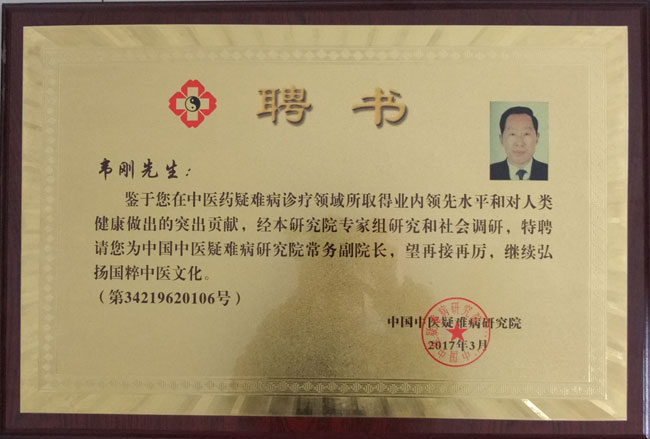 聘书
韦刚先生：
鉴于您在中医药疑难病诊疗领域所取得业内领先水平和对人类
健康做出的突出贡献，经本研究院专家组研究和社会调研，特聘
请您为中国中医疑难病研究院常务副院长，望再接再厉，继续弘
扬国粹中医文化。
（第34219620106号）
中国中医疑难病研究院
2017年3月